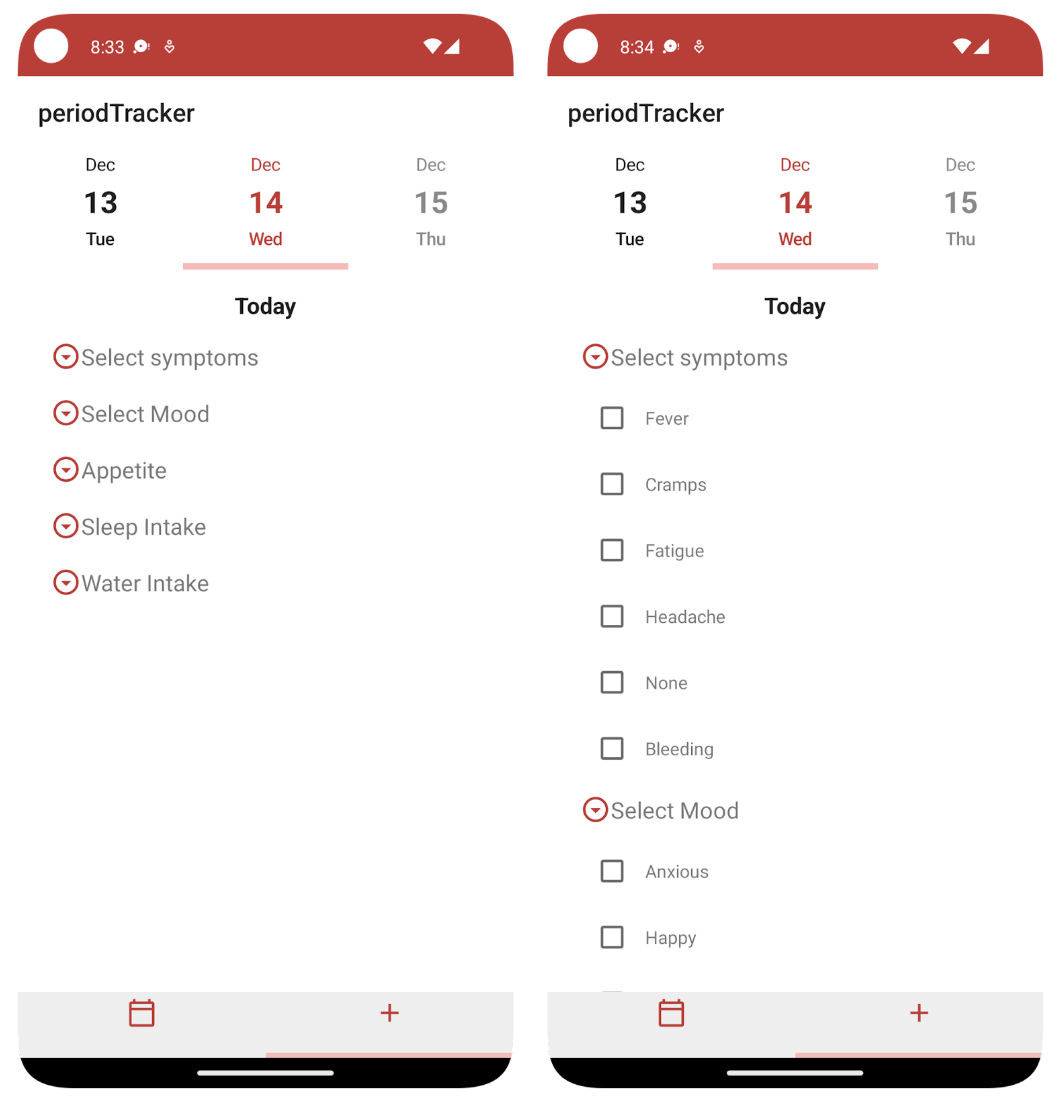 8:33
periodTracker
Dec Dec Dec
13 14 15
Tue Wed Thu
Today
Select symptoms
Select Mood
Appetite
Sleep Intake
Water Intake
8:34
periodTracker
Dec Dec Dec
13 14 15
Tue Wed Thu
Today
Select symptoms
Fever
Cramps
Fatigue
Headache
None
Bleeding
Select Mood
Anxious
Happy